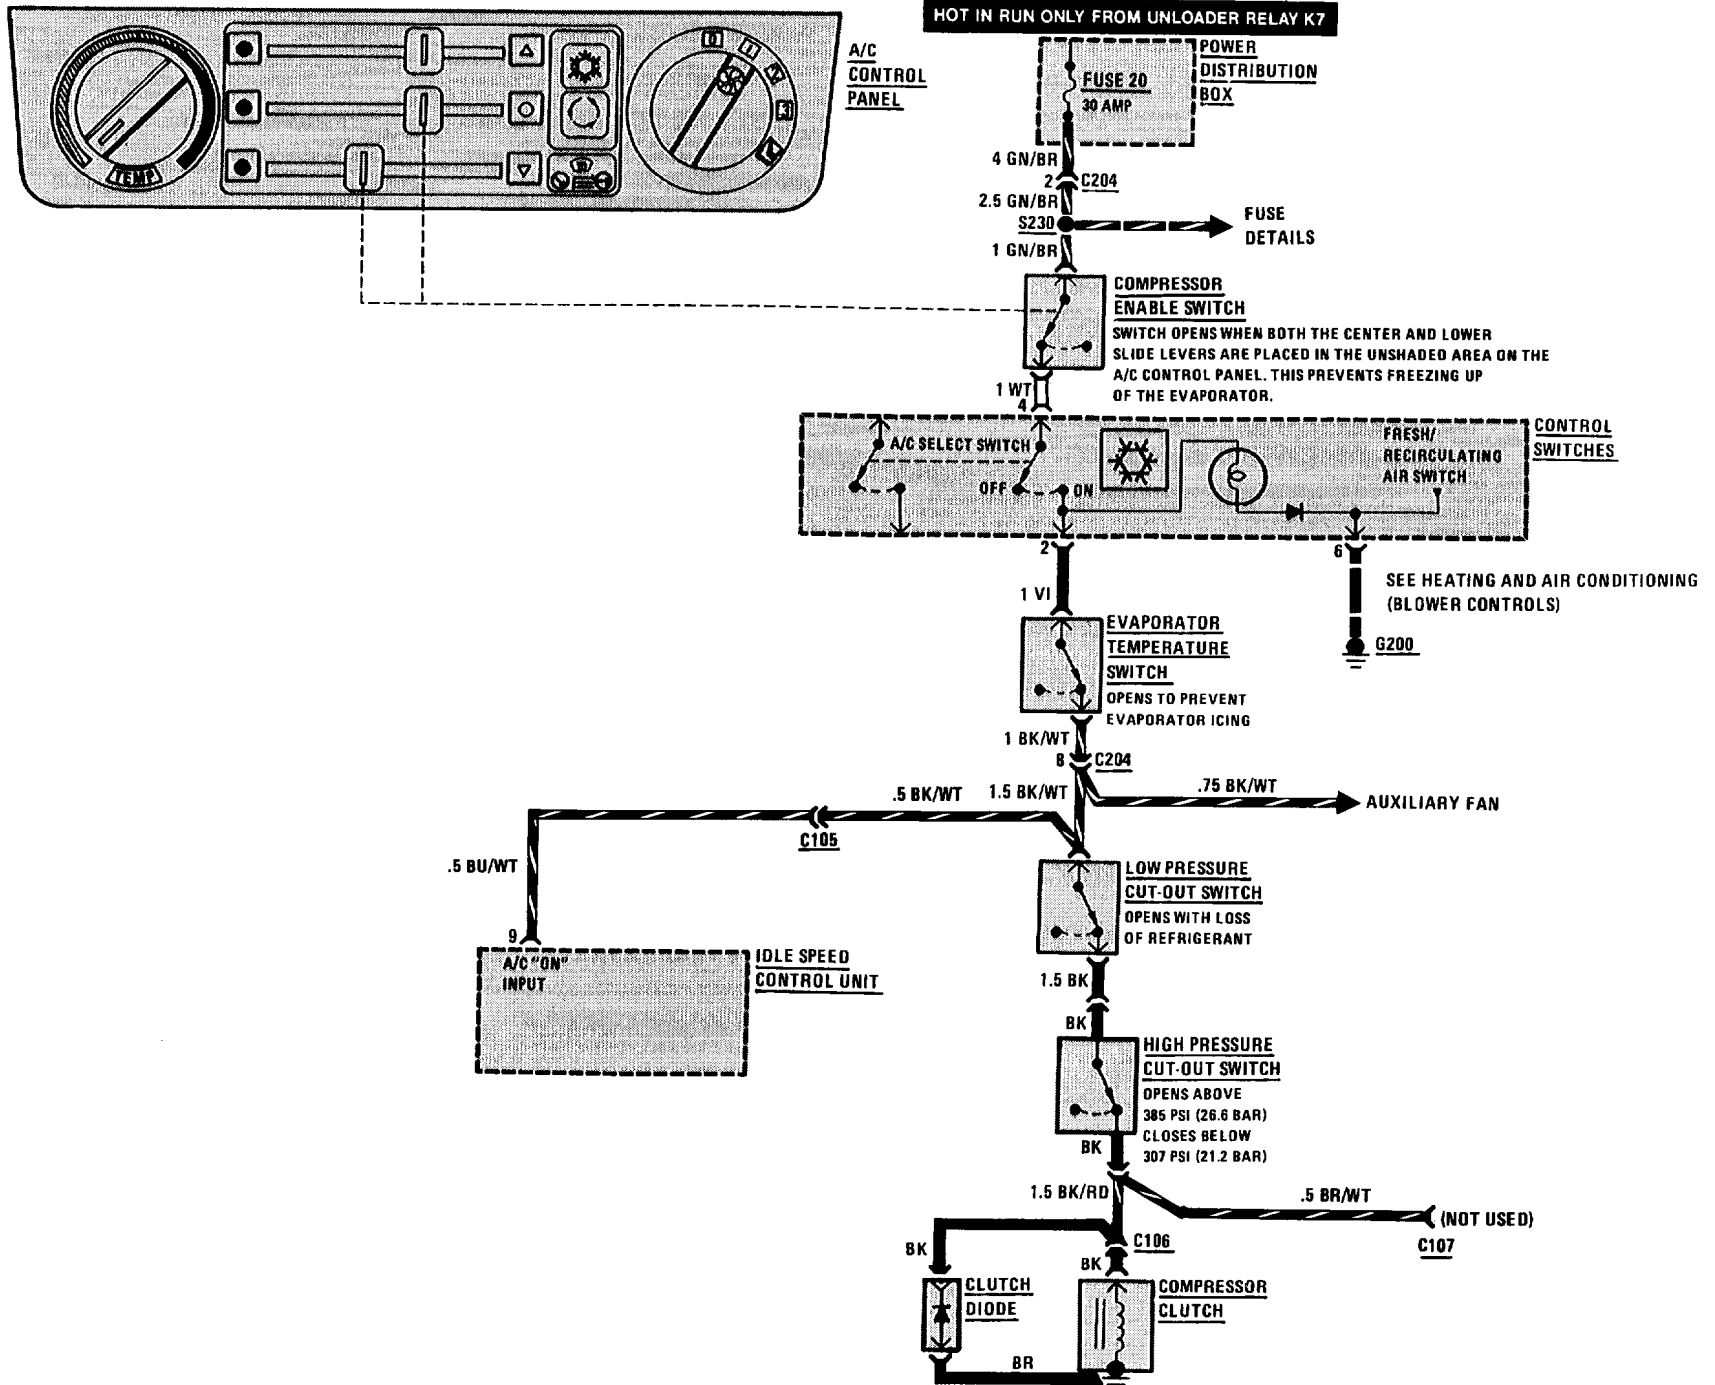 HOT IN RUN ONLY FROM UNLOADER RELAY K7
A/C
CONTROL
PANEL
TEMP
0
1
2
3
4
POWER
DISTRIBUTION
BOX
FUSE 20
30 AMP
4 GN/BR
2
C204
2.5 GN/BR
S230
FUSE
DETAILS
1 GN/BR
COMPRESSOR
ENABLE SWITCH
SWITCH OPENS WHEN BOTH THE CENTER AND LOWER
SLIDE LEVERS ARE PLACED IN THE UNSHADED AREA ON THE
A/C CONTROL PANEL. THIS PREVENTS FREEZING UP
OF THE EVAPORATOR.
1 WT
4
A/C SELECT SWITCH
OFF
ON
FRESH/
RECIRCULATING
AIR SWITCH
CONTROL
SWITCHES
2
6
1 VI
SEE HEATING AND AIR CONDITIONING
(BLOWER CONTROLS)
G200
EVAPORATOR
TEMPERATURE
SWITCH
OPENS TO PREVENT
EVAPORATOR ICING
1 BK/WT
8
C204
.5 BK/WT
1.5 BK/WT
.75 BK/WT
AUXILIARY FAN
C105
.5 BU/WT
9
A/C "ON"
INPUT
IDLE SPEED
CONTROL UNIT
LOW PRESSURE
CUT-OUT SWITCH
OPENS WITH LOSS
OF REFRIGERANT
1.5 BK
BK
HIGH PRESSURE
CUT-OUT SWITCH
OPENS ABOVE
385 PSI (26.6 BAR)
CLOSES BELOW
307 PSI (21.2 BAR)
BK
1.5 BK/RD
.5 BR/WT
(NOT USED)
C107
C106
BK
BK
CLUTCH
DIODE
COMPRESSOR
CLUTCH
BR